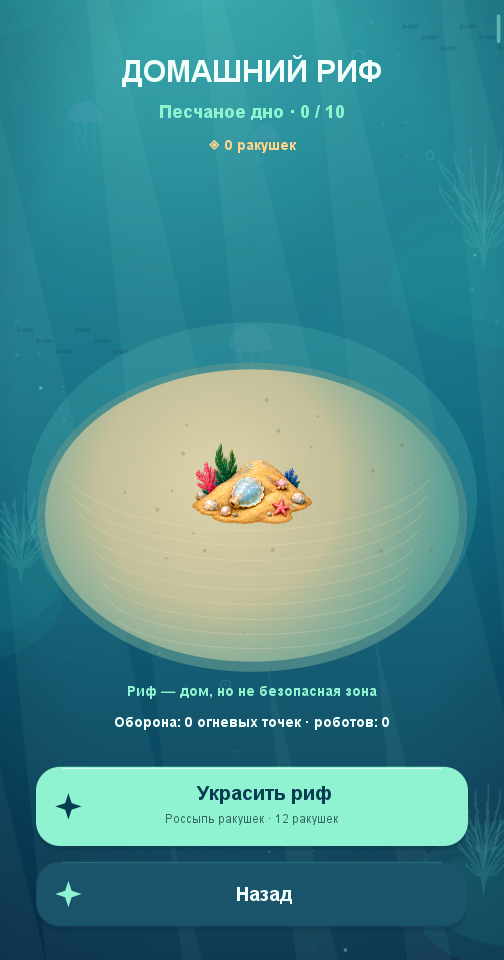 ДОМАШНИЙ РИФ
Песчаное дно · 0 / 10
◈ 0 ракушек
Риф — дом, но не безопасная зона
Оборона: 0 огневых точек · роботов: 0
Украсить риф
Россыпь ракушек · 12 ракушек
Назад